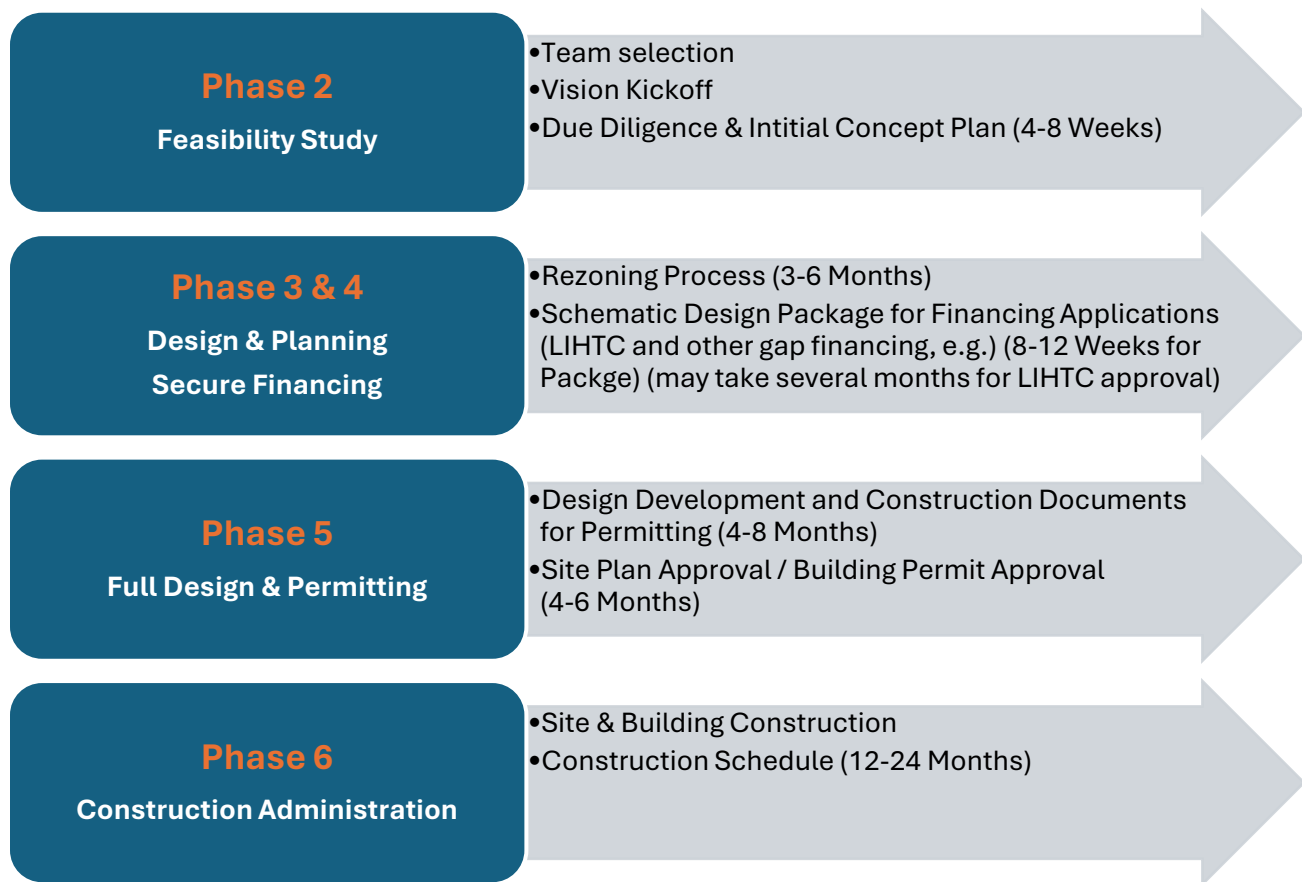 Phase 2
Feasibility Study
•Team selection
•Vision Kickoff
•Due Diligence & Intitial Concept Plan (4-8 Weeks)
Phase 3 & 4
Design & Planning
Secure Financing
•Rezoning Process (3-6 Months)
•Schematic Design Package for Financing Applications
(LIHTC and other gap financing, e.g.) (8-12 Weeks for
Packge) (may take several months for LIHTC approval)
Phase 5
Full Design & Permitting
•Design Development and Construction Documents
for Permitting (4-8 Months)
•Site Plan Approval / Building Permit Approval
(4-6 Months)
Phase 6
Construction Administration
•Site & Building Construction
•Construction Schedule (12-24 Months)